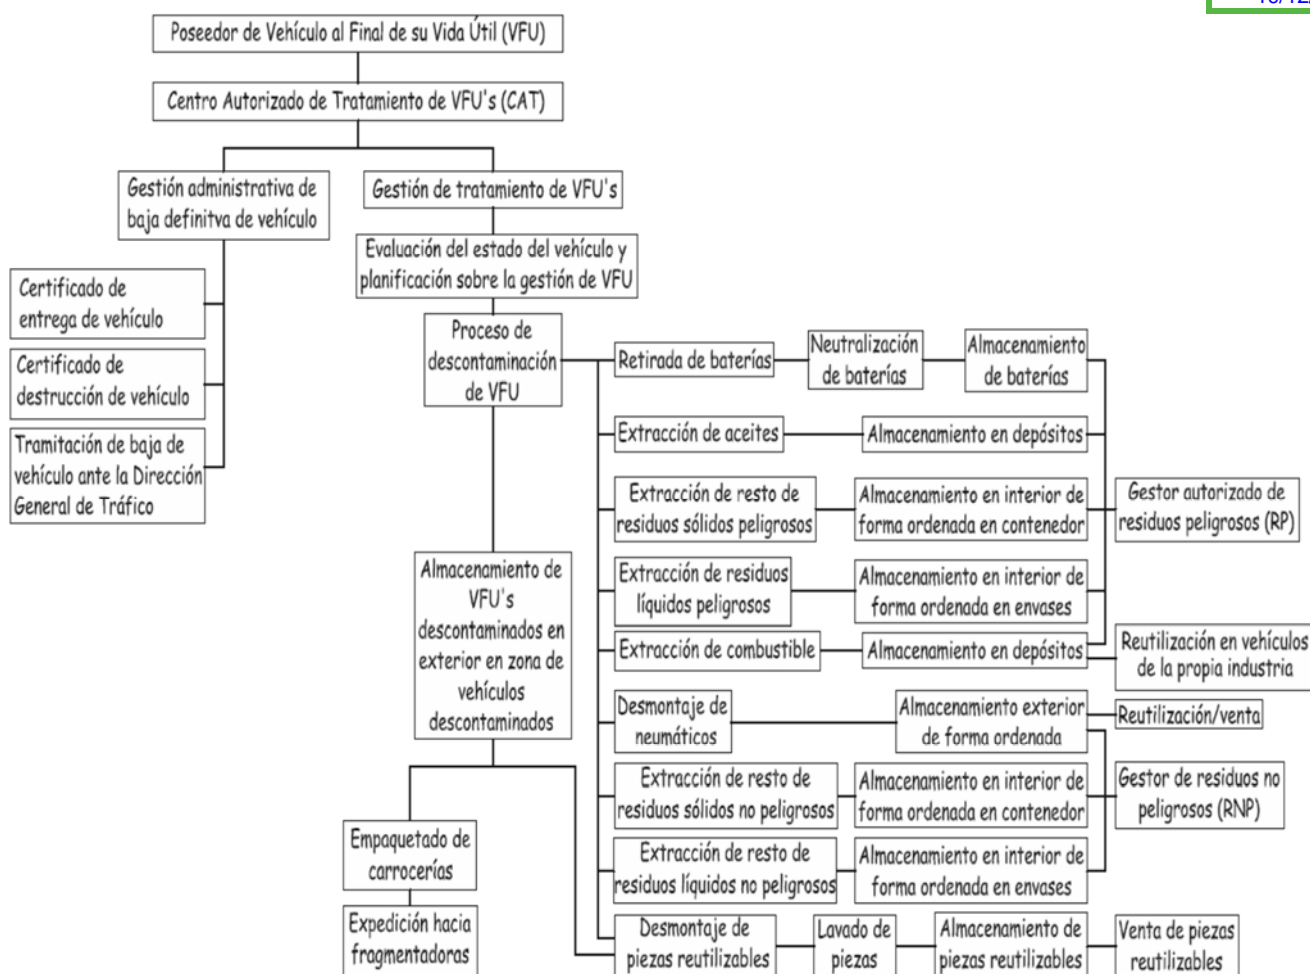 Poseedor de Vehículo al Final de su Vida Útil (VFU)
Centro Autorizado de Tratamiento de VFU's (CAT)
Gestión administrativa de
baja definitva de vehículo
Gestión de tratamiento de VFU's
Evaluación del estado del vehículo y
planificación sobre la gestión de VFU
Certificado de
entrega de vehículo
Certificado de
destrucción de vehículo
Tramitación de baja de
vehículo ante la Dirección
General de Tráfico
Proceso de
descontaminación
de VFU
Retirada de baterías
Neutralización
de baterías
Almacenamiento
de baterías
Extracción de aceites
Almacenamiento en depósitos
Extracción de resto de
residuos sólidos peligrosos
Almacenamiento en interior de
forma ordenada en contenedor
Gestor autorizado de
residuos peligrosos (RP)
Almacenamiento de
VFU's
descontaminados en
exterior en zona de
vehículos
descontaminados
Extracción de residuos
líquidos peligrosos
Almacenamiento en interior de
forma ordenada en envases
Extracción de combustible
Almacenamiento en depósitos
Reutilización en vehículos
de la propia industria
Desmontaje de
neumáticos
Almacenamiento exterior
de forma ordenada
Reutilización/venta
Extracción de resto de
residuos sólidos no peligrosos
Almacenamiento en interior de
forma ordenada en contenedor
Gestor de residuos no
peligrosos (RNP)
Empaquetado de
carrocerías
Extracción de resto de
residuos líquidos no peligrosos
Almacenamiento en interior de
forma ordenada en envases
Expedición hacia
fragmentadoras
Desmontaje de
piezas reutilizables
Lavado de
piezas
Almacenamiento de
piezas reutilizables
Venta de piezas
reutilizables